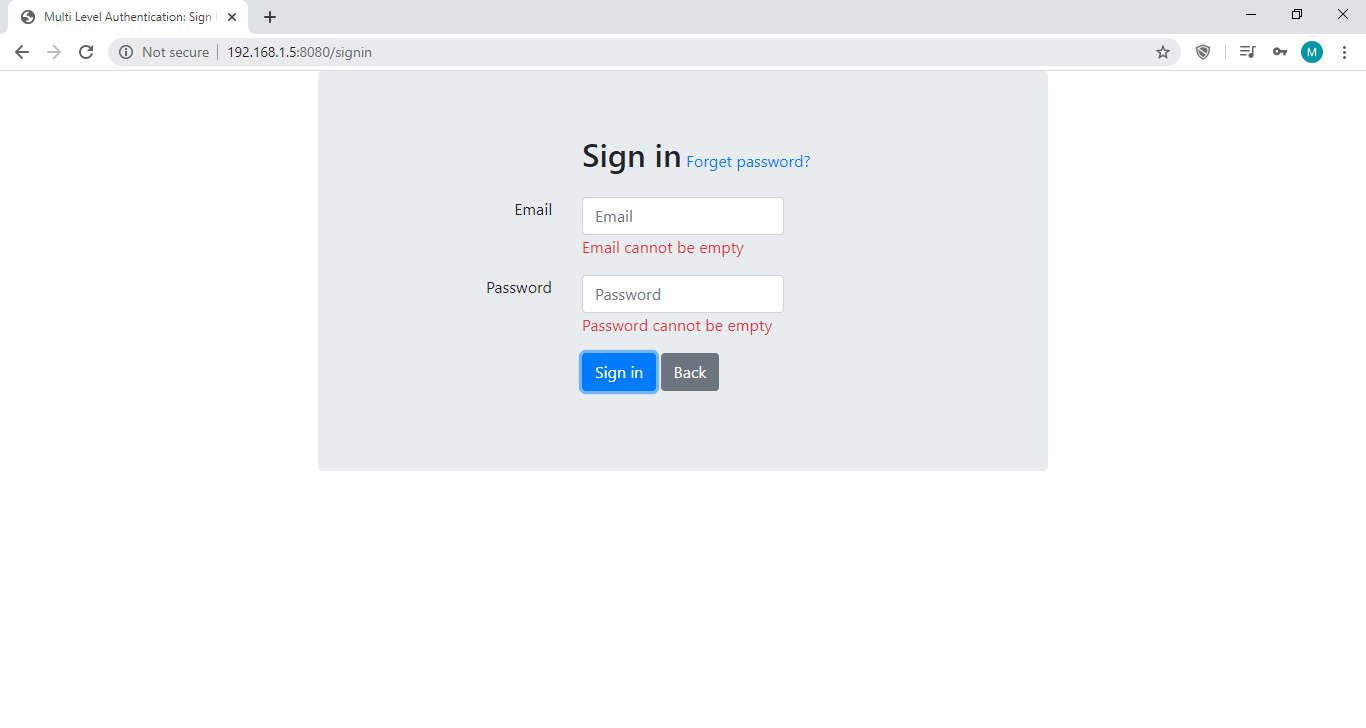 Multi Level Authentication: Sign
Not secure 192.168.1.5:8080/signin
M
Sign in Forget password?
Email Email
Email cannot be empty
Password Password
Password cannot be empty
Sign in Back